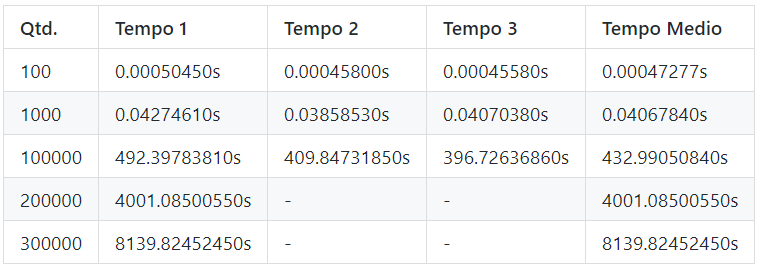 Qtd. Tempo 1 Tempo 2 Tempo 3 Tempo Medio
100 0.00050450s 0.00045800s 0.00045580s 0.00047277s
1000 0.04274610s 0.03858530s 0.04070380s 0.04067840s
100000 492.39783810s 409.84731850s 396.72636860s 432.99050840s
200000 4001.08500550s - - 4001.08500550s
300000 8139.82452450s - - 8139.82452450s